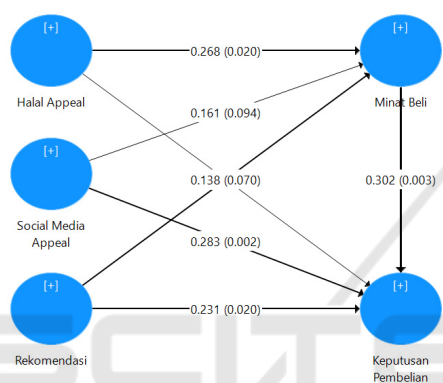 [+]
[+]
0.268 (0.020)
Halal Appeal
Minat Beli
0.161 (0.094)
[+]
0.138 (0.070)
0.302 (0.003)
Social Media
Appeal
0.283 (0.002)
[+]
[+]
0.231 (0.020)
Rekomendasi
Keputusan
Pembelian